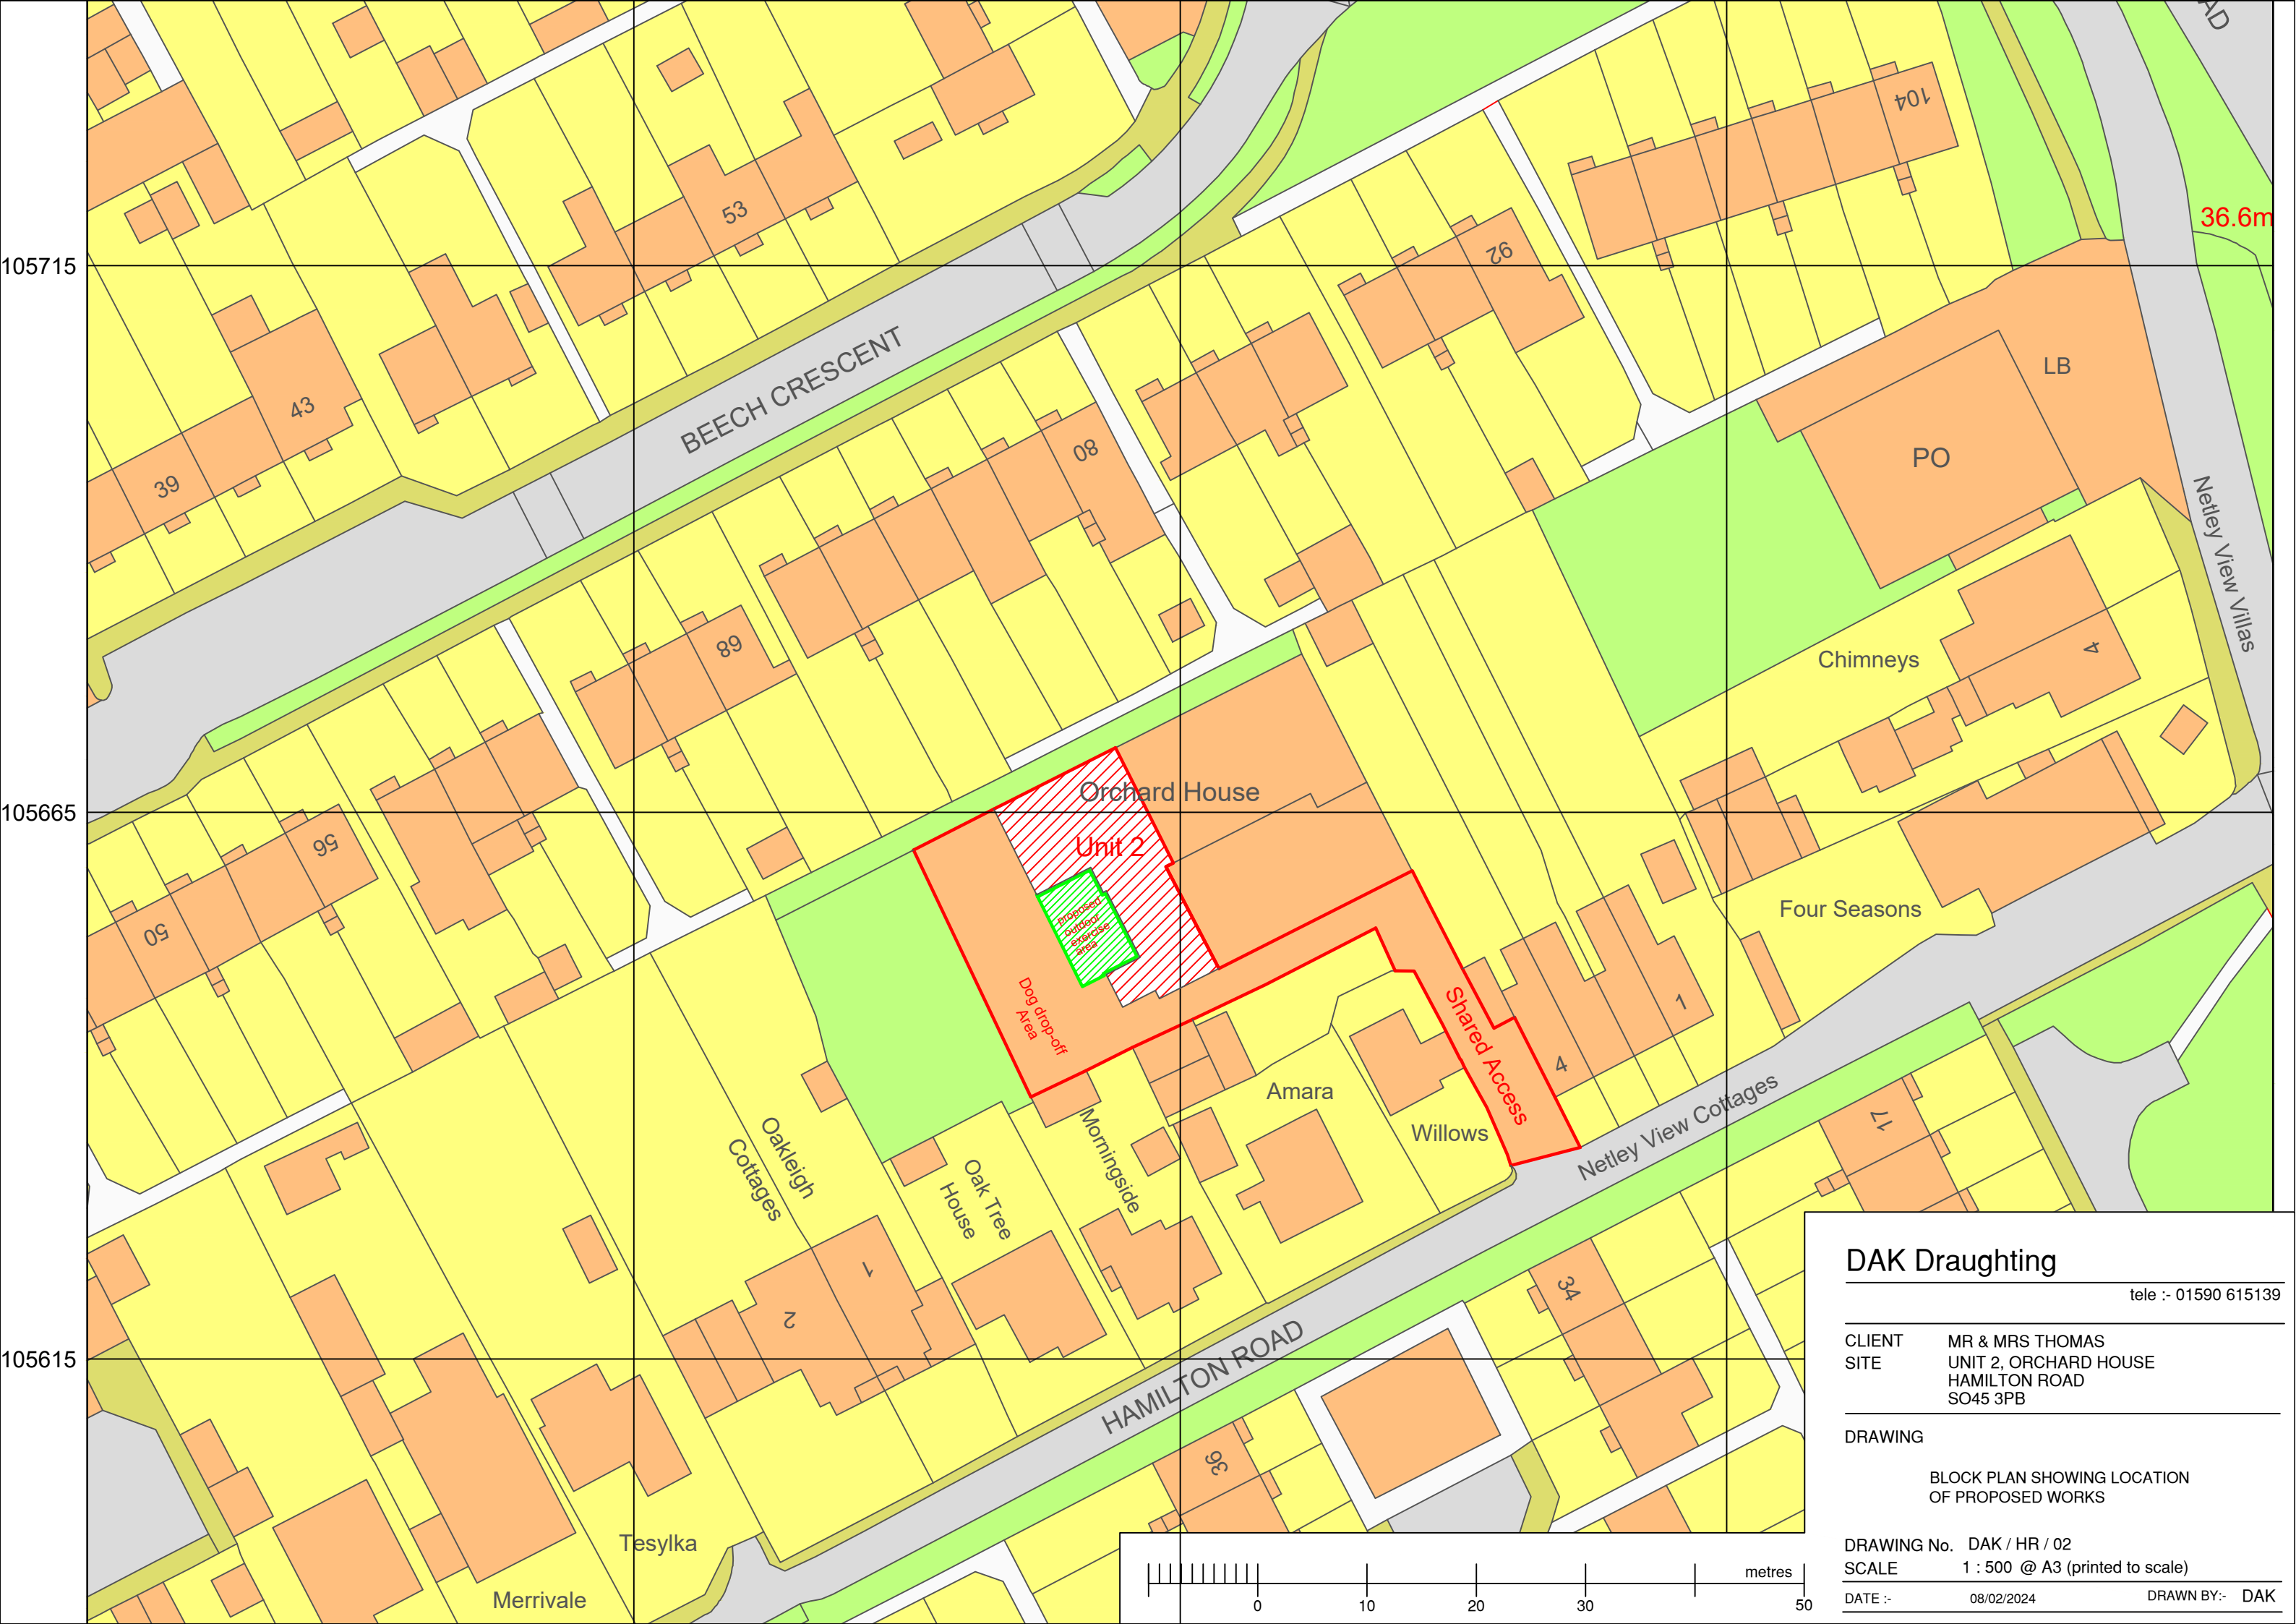 AD
104
53
92
36.6m
105715
LB
BEECH CRESCENT
43
80
PO
39
Netley View Villas
68
Chimneys
4
Orchard House
105665
Unit 2
56
50
proposed
outdoor
exercise
area
Four Seasons
Dog drop-off
Area
Shared Access
1
4
Amara
Willows
Netley View Cottages
17
Oakleigh
Cottages
Oak Tree
House
Morningside
1
2
34
HAMILTON ROAD
105615
36
Tesylka
Merrivale
metres
0 10 20 30 50
DAK Draughting
tele :- 01590 615139
CLIENT MR & MRS THOMAS
SITE UNIT 2, ORCHARD HOUSE
HAMILTON ROAD
SO45 3PB
DRAWING
BLOCK PLAN SHOWING LOCATION
OF PROPOSED WORKS
DRAWING No. DAK / HR / 02
SCALE 1 : 500 @ A3 (printed to scale)
DATE :- 08/02/2024 DRAWN BY:- DAK